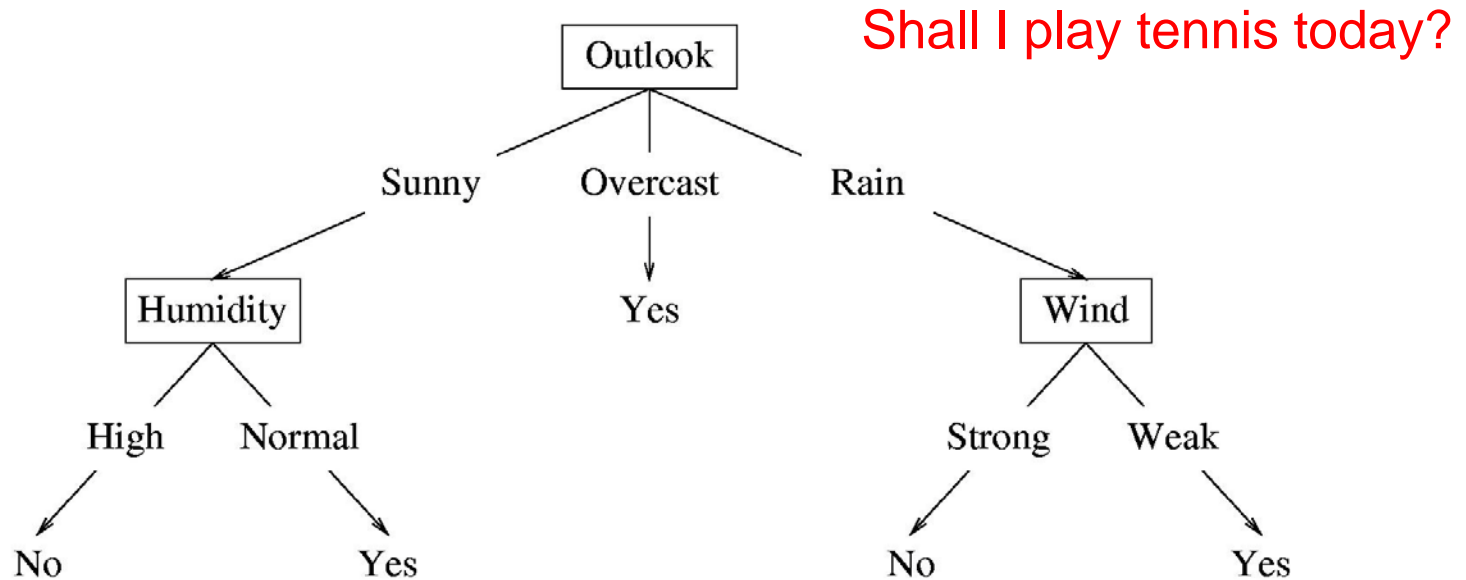 Shall I play tennis today?
Outlook
Sunny Overcast Rain
Humidity Yes Wind
High Normal Strong Weak
No Yes No Yes